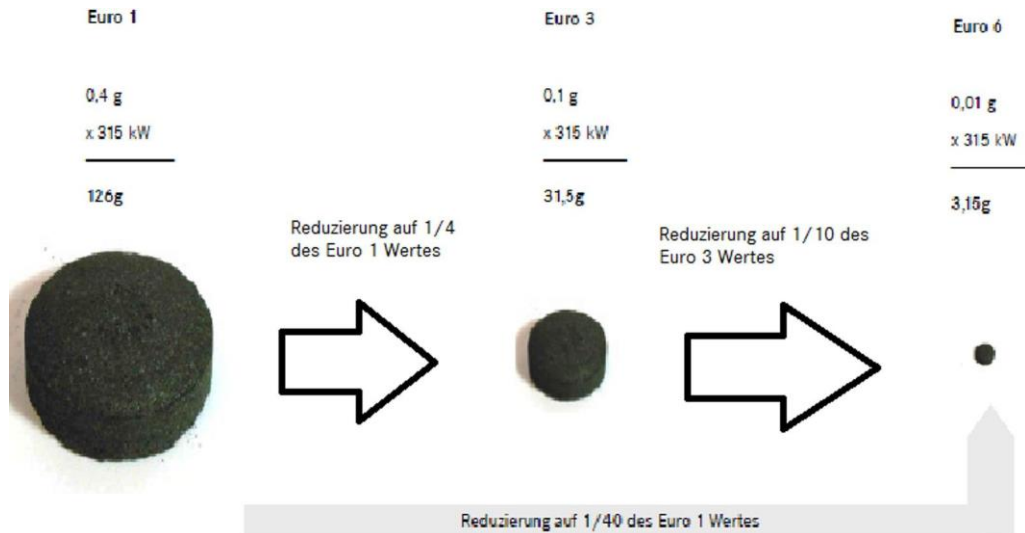 Euro 1
0,4 g
x 315 kW
126g
Reduzierung auf 1/4
des Euro 1 Wertes
Euro 3
0,1 g
x 315 kW
31,5g
Reduzierung auf 1/10 des
Euro 3 Wertes
Euro 6
0,01 g
x 315 kW
3,15g
Reduzierung auf 1/40 des Euro 1 Wertes